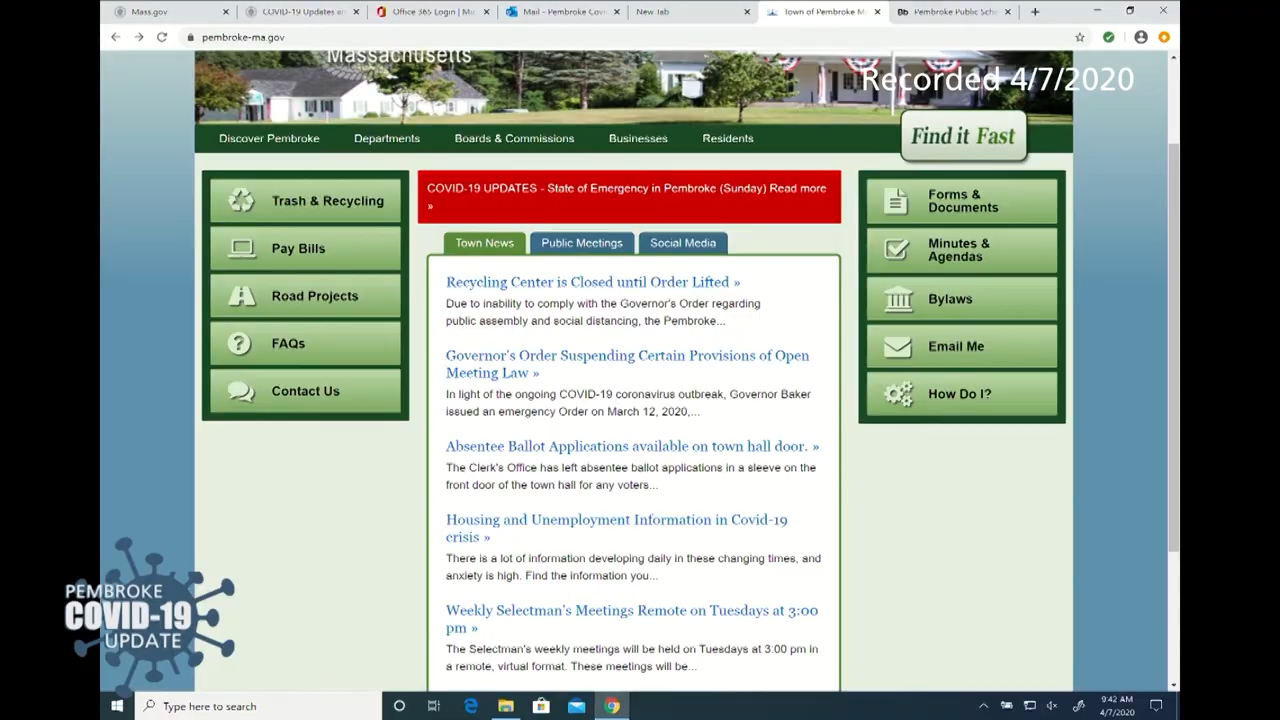 Mass.gov
COVID-19 Updates an
Office 365 Login | M
Mail - Pembroke Covi
New Tab
Town of Pembroke M
Pembroke Public Sch
pembroke-ma.gov
Massachusetts
Recorded 4/7/2020
Discover Pembroke
Departments
Boards & Commissions
Businesses
Residents
Find it Fast
Trash & Recycling
Pay Bills
Road Projects
FAQs
Contact Us
COVID-19 UPDATES - State of Emergency in Pembroke (Sunday) Read more
»
Town News
Public Meetings
Social Media
Recycling Center is Closed until Order Lifted »
Due to inability to comply with the Governor's Order regarding
public assembly and social distancing, the Pembroke...
Governor's Order Suspending Certain Provisions of Open
Meeting Law »
In light of the ongoing COVID-19 coronavirus outbreak, Governor Baker
issued an emergency Order on March 12, 2020,...
Absentee Ballot Applications available on town hall door. »
The Clerk's Office has left absentee ballot applications in a sleeve on the
front door of the town hall for any voters...
Housing and Unemployment Information in Covid-19
crisis »
There is a lot of information developing daily in these changing times, and
anxiety is high. Find the information you...
Weekly Selectman's Meetings Remote on Tuesdays at 3:00
pm »
The Selectman's weekly meetings will be held on Tuesdays at 3:00 pm in
a remote, virtual format. These meetings will be...
Forms &
Documents
Minutes &
Agendas
Bylaws
Email Me
How Do I?
PEMBROKE
COVID-19
UPDATE
Type here to search
9:42 AM
4/7/2020